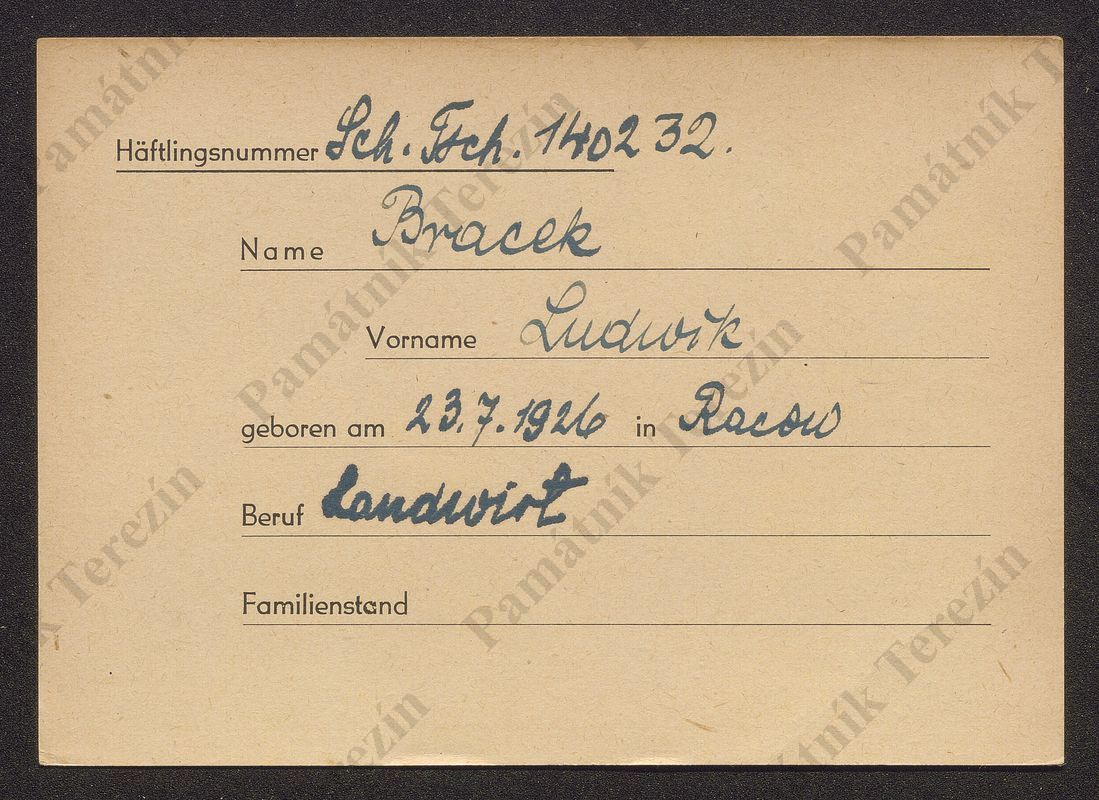 Häftlingsnummer Sch. Tsch. 140232.
Name Bracek
Vorname Ludwik
geboren am 23.7.1926 in Racow
Beruf Landwirt
Familienstand
Památník Terezín